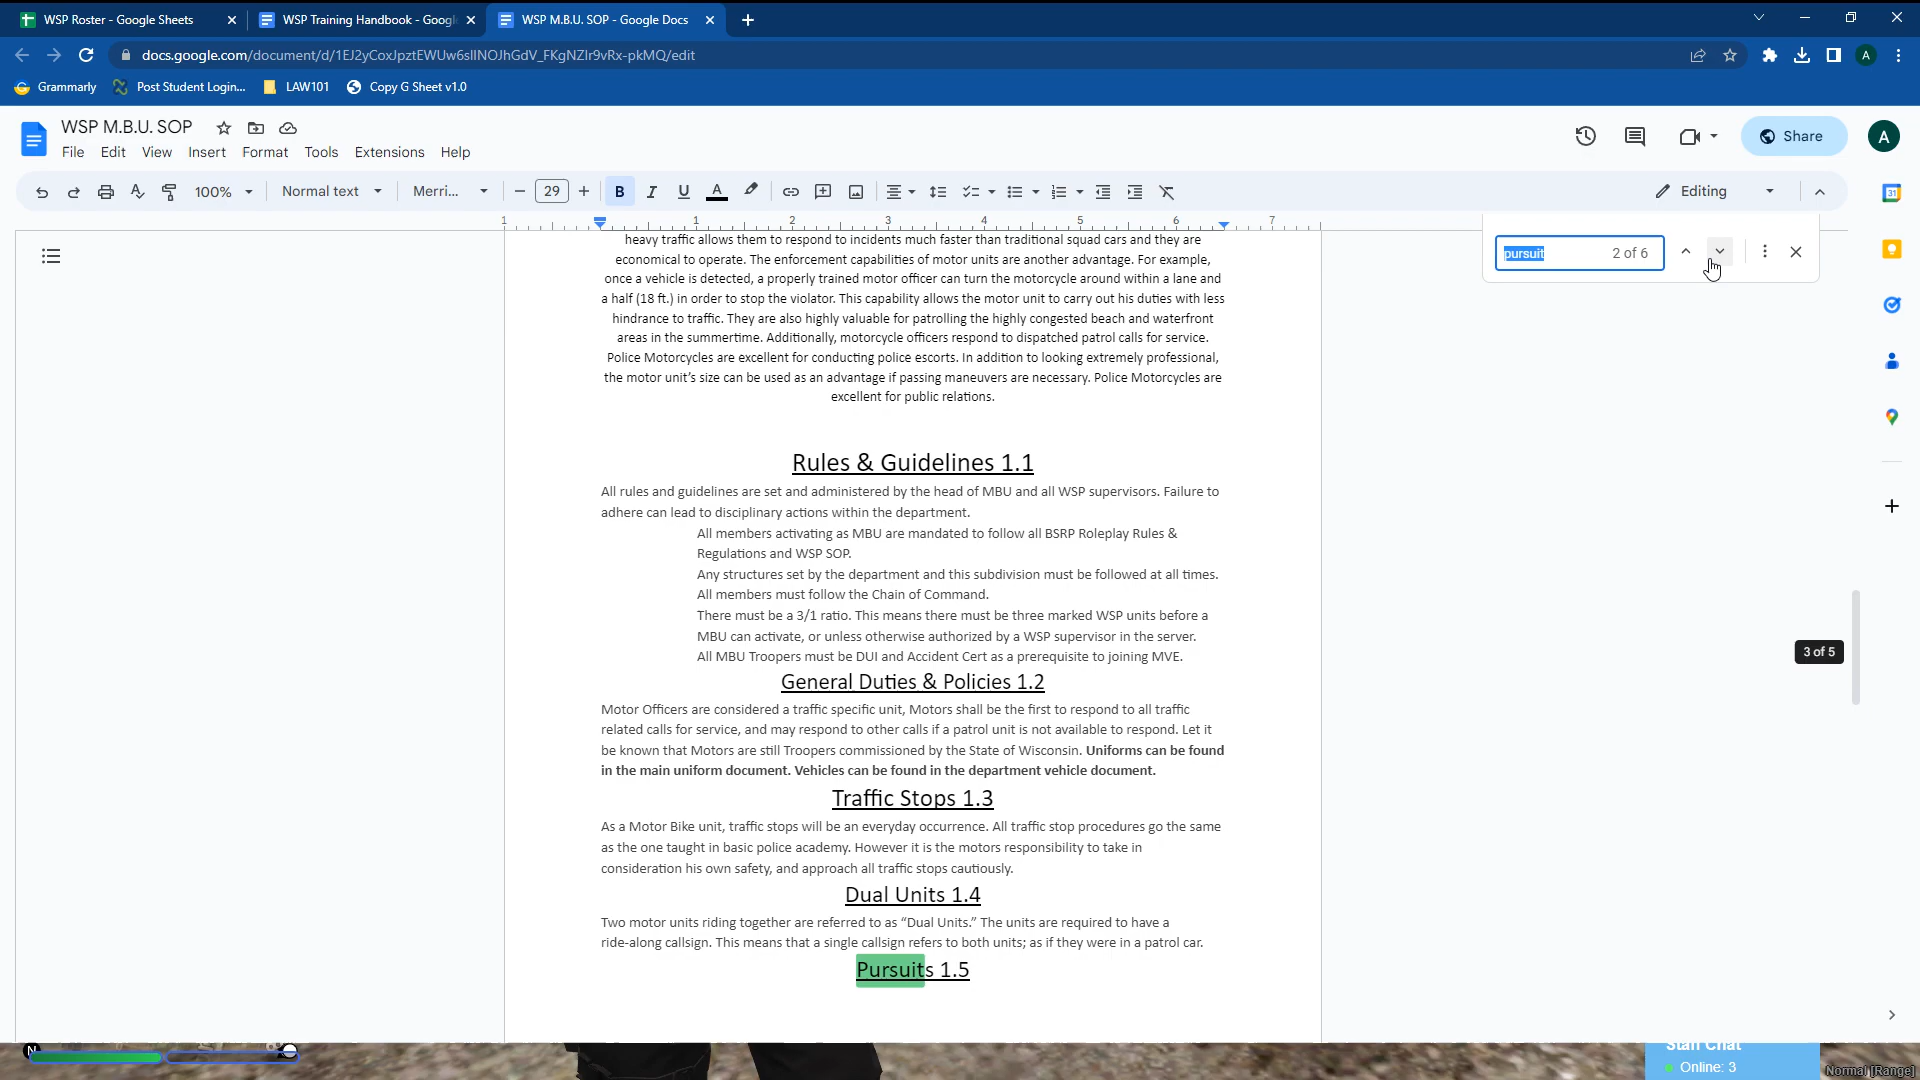 WSP Roster - Google Sheets
WSP Training Handbook - Googl
WSP M.B.U. SOP - Google Docs
docs.google.com/document/d/1EJ2yCoxJpztEWUw6sIlNOJhGdV_FKgNZIr9vRx-pkMQ/edit
A
Grammarly
Post Student Login...
LAW101
Copy G Sheet v1.0
WSP M.B.U. SOP
File Edit View Insert Format Tools Extensions Help
Share
A
100%
Normal text
Merri...
29
B I U A
Editing
31
1 1 2 3 4 5 6 7
pursuit 2 of 6
heavy traffic allows them to respond to incidents much faster than traditional squad cars and they are
economical to operate. The enforcement capabilities of motor units are another advantage. For example,
once a vehicle is detected, a properly trained motor officer can turn the motorcycle around within a lane and
a half (18 ft.) in order to stop the violator. This capability allows the motor unit to carry out his duties with less
hindrance to traffic. They are also highly valuable for patrolling the highly congested beach and waterfront
areas in the summertime. Additionally, motorcycle officers respond to dispatched patrol calls for service.
Police Motorcycles are excellent for conducting police escorts. In addition to looking extremely professional,
the motor unit's size can be used as an advantage if passing maneuvers are necessary. Police Motorcycles are
excellent for public relations.
Rules & Guidelines 1.1
All rules and guidelines are set and administered by the head of MBU and all WSP supervisors. Failure to
adhere can lead to disciplinary actions within the department.
All members activating as MBU are mandated to follow all BSRP Roleplay Rules &
Regulations and WSP SOP.
Any structures set by the department and this subdivision must be followed at all times.
All members must follow the Chain of Command.
There must be a 3/1 ratio. This means there must be three marked WSP units before a
MBU can activate, or unless otherwise authorized by a WSP supervisor in the server.
All MBU Troopers must be DUI and Accident Cert as a prerequisite to joining MVE.
3 of 5
General Duties & Policies 1.2
Motor Officers are considered a traffic specific unit, Motors shall be the first to respond to all traffic
related calls for service, and may respond to other calls if a patrol unit is not available to respond. Let it
be known that Motors are still Troopers commissioned by the State of Wisconsin. Uniforms can be found
in the main uniform document. Vehicles can be found in the department vehicle document.
Traffic Stops 1.3
As a Motor Bike unit, traffic stops will be an everyday occurrence. All traffic stop procedures go the same
as the one taught in basic police academy. However it is the motors responsibility to take in
consideration his own safety, and approach all traffic stops cautiously.
Dual Units 1.4
Two motor units riding together are referred to as “Dual Units.” The units are required to have a
ride-along callsign. This means that a single callsign refers to both units; as if they were in a patrol car.
Pursuits 1.5
N
Staff Chat
Online: 3
Normal [Range]